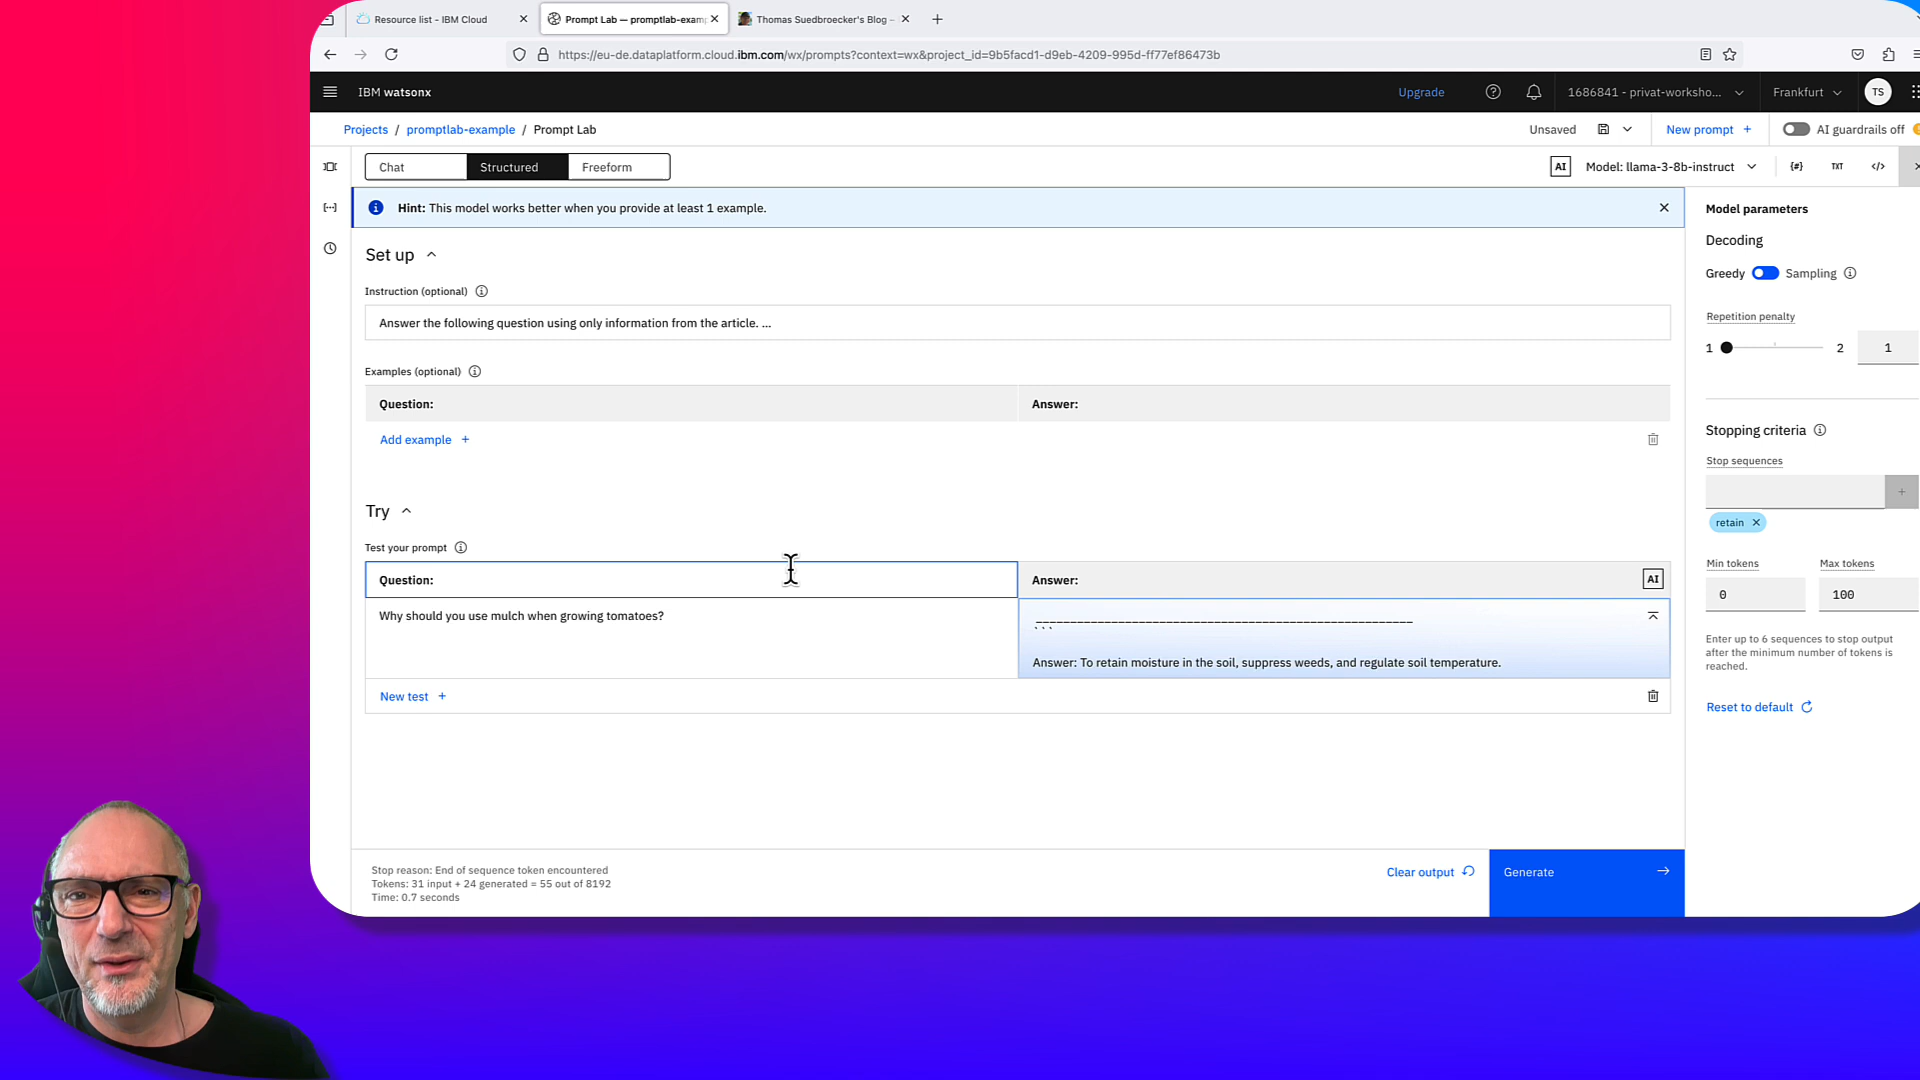 Resource list - IBM Cloud
Prompt Lab — promptlab-exam
Thomas Suedbroecker's Blog –
https://eu-de.dataplatform.cloud.ibm.com/wx/prompts?context=wx&project_id=9b5facd1-d9eb-4209-995d-ff77ef86473b
IBM watsonx
Upgrade
1686841 - privat-worksho...
Frankfurt
TS
Projects / promptlab-example / Prompt Lab
Unsaved
New prompt +
AI guardrails off
Chat
Structured
Freeform
AI
Model: llama-3-8b-instruct
{#}
TXT
</>
Hint: This model works better when you provide at least 1 example.
Set up
Instruction (optional)
Answer the following question using only information from the article. ...
Examples (optional)
Question:
Answer:
Add example +
Try
Test your prompt
Question:
Answer:
AI
Why should you use mulch when growing tomatoes?
_______________________________________________________
```
Answer: To retain moisture in the soil, suppress weeds, and regulate soil temperature.
New test +
Stop reason: End of sequence token encountered
Tokens: 31 input + 24 generated = 55 out of 8192
Time: 0.7 seconds
Clear output
Generate
Model parameters
Decoding
Greedy
Sampling
Repetition penalty
1
2
1
Stopping criteria
Stop sequences
+
retain
Min tokens
Max tokens
0
100
Enter up to 6 sequences to stop output
after the minimum number of tokens is
reached.
Reset to default